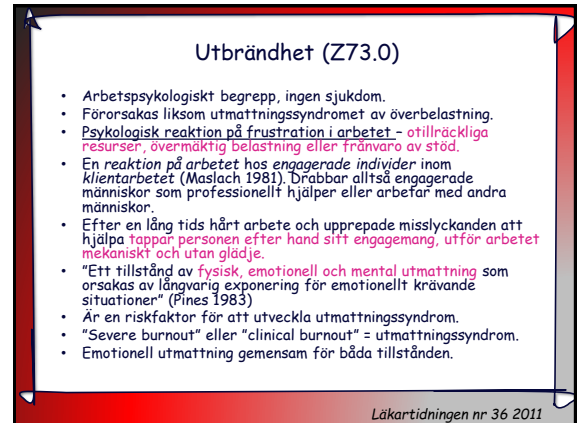 Utbrändhet (Z73.0)
• Arbetspsykologiskt begrepp, ingen sjukdom.
• Förorsakas liksom utmattningssyndromet av överbelastning.
• Psykologisk reaktion på frustration i arbetet – otillräckliga
resurser, övermäktig belastning eller frånvaro av stöd.
• En reaktion på arbetet hos engagerade individer inom
klientarbetet (Maslach 1981). Drabbar alltså engagerade
människor som professionellt hjälper eller arbetar med andra
människor.
• Efter en lång tids hårt arbete och upprepade misslyckanden att
hjälpa tappar personen efter hand sitt engagemang, utför arbetet
mekaniskt och utan glädje.
• "Ett tillstånd av fysisk, emotionell och mental utmattning som
orsakas av långvarig exponering för emotionellt krävande
situationer" (Pines 1983)
• Är en riskfaktor för att utveckla utmattningssyndrom.
• "Severe burnout" eller "clinical burnout" = utmattningssyndrom.
• Emotionell utmattning gemensam för båda tillstånden.
Läkartidningen nr 36 2011